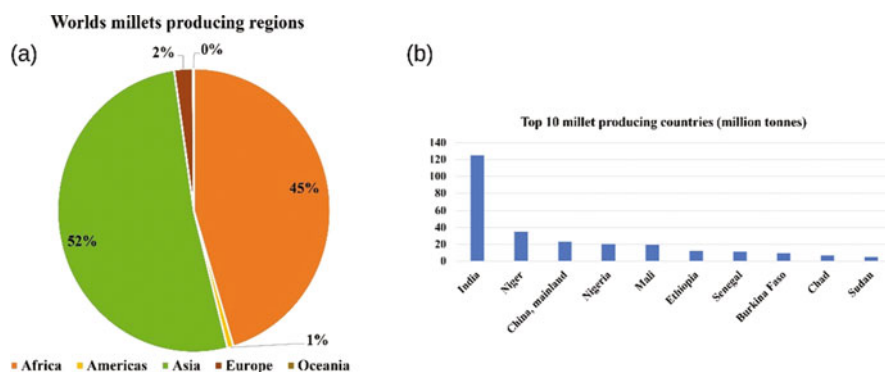 Worlds millets producing regions
(a)
2%
0%
45%
52%
1%
Africa Americas Asia Europe Oceania
(b)
Top 10 millet producing countries (million tonnes)
140
120
100
80
60
40
20
0
India
Niger
China, mainland
Nigeria
Mali
Ethiopia
Senegal
Burkina Faso
Chad
Sudan